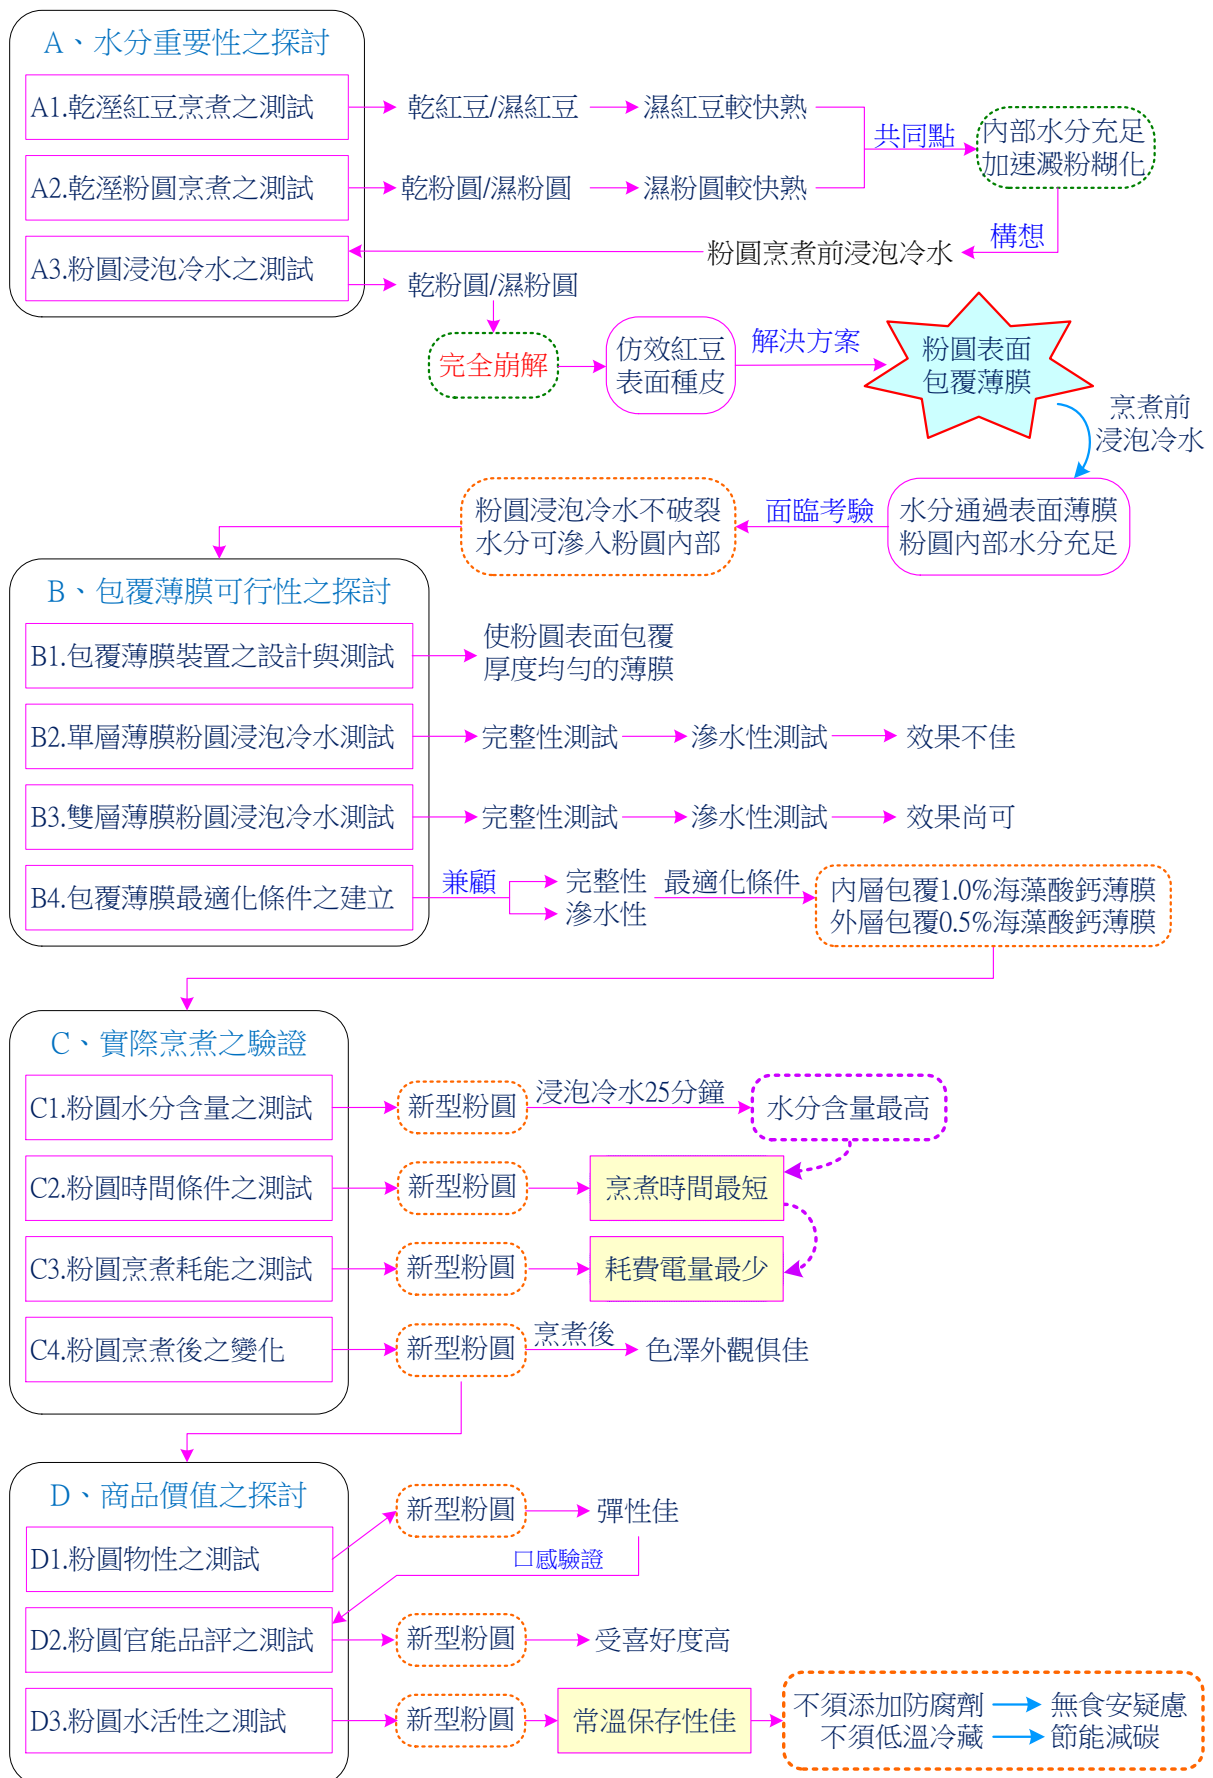 A、水分重要性之探討
A1.乾溼紅豆烹煮之測試
乾紅豆/濕紅豆
濕紅豆較快熟
共同點
內部水分充足
加速澱粉糊化
A2.乾溼粉圓烹煮之測試
乾粉圓/濕粉圓
濕粉圓較快熟
構想
粉圓烹煮前浸泡冷水
A3.粉圓浸泡冷水之測試
乾粉圓/濕粉圓
完全崩解
仿效紅豆
表面種皮
解決方案
粉圓表面
包覆薄膜
烹煮前
浸泡冷水
水分通過表面薄膜
粉圓內部水分充足
面臨考驗
粉圓浸泡冷水不破裂
水分可滲入粉圓內部
B、包覆薄膜可行性之探討
B1.包覆薄膜裝置之設計與測試
使粉圓表面包覆
厚度均勻的薄膜
B2.單層薄膜粉圓浸泡冷水測試
完整性測試
滲水性測試
效果不佳
B3.雙層薄膜粉圓浸泡冷水測試
完整性測試
滲水性測試
效果尚可
B4.包覆薄膜最適化條件之建立
兼顧
完整性
滲水性
最適化條件
內層包覆1.0%海藻酸鈣薄膜
外層包覆0.5%海藻酸鈣薄膜
C、實際烹煮之驗證
C1.粉圓水分含量之測試
新型粉圓
浸泡冷水25分鐘
水分含量最高
C2.粉圓時間條件之測試
新型粉圓
烹煮時間最短
C3.粉圓烹煮耗能之測試
新型粉圓
耗費電量最少
C4.粉圓烹煮後之變化
新型粉圓
烹煮後
色澤外觀俱佳
D、商品價值之探討
D1.粉圓物性之測試
新型粉圓
彈性佳
口感驗證
D2.粉圓官能品評之測試
新型粉圓
受喜好度高
D3.粉圓水活性之測試
新型粉圓
常溫保存性佳
不須添加防腐劑
無食安疑慮
不須低溫冷藏
節能減碳